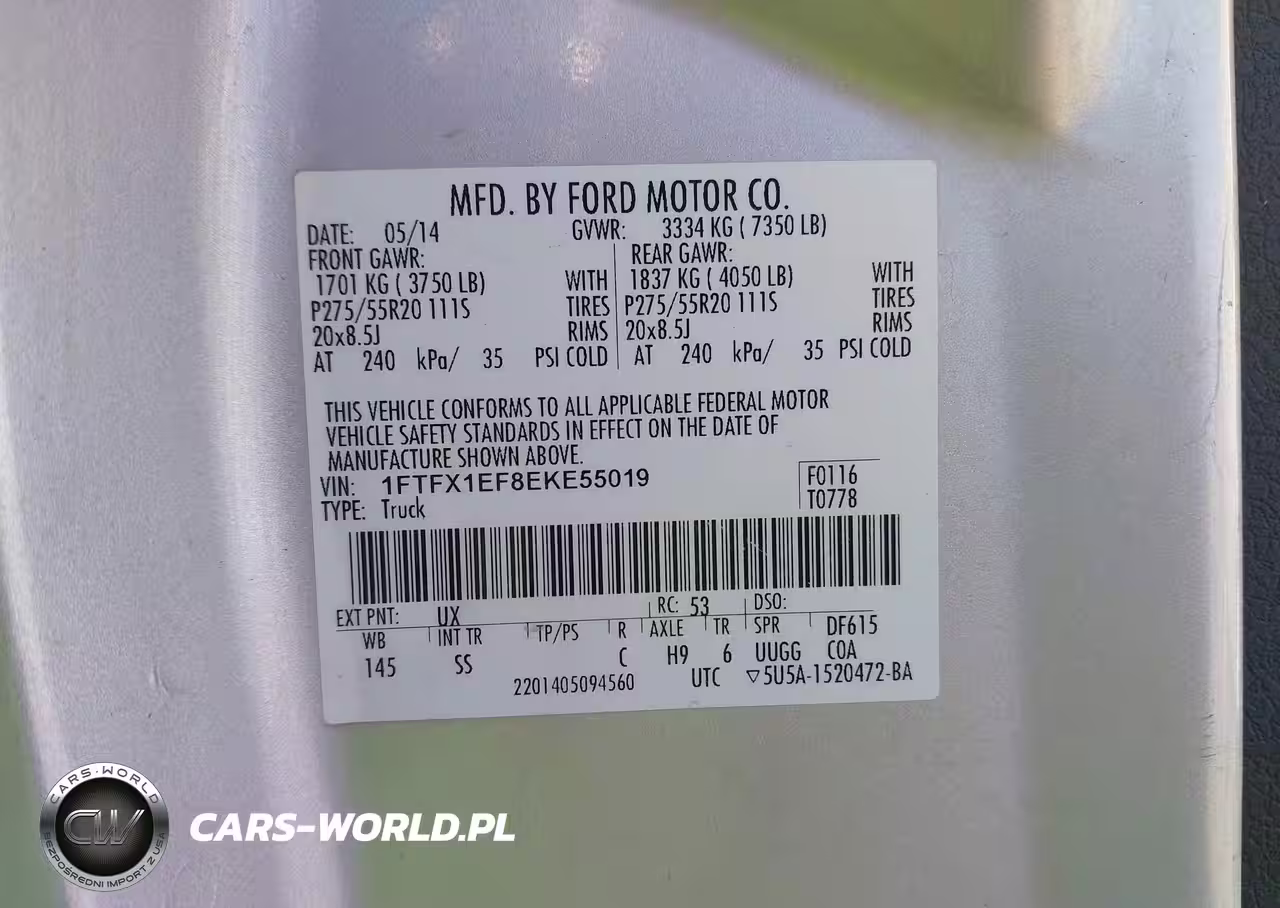 MFD. BY FORD MOTOR CO.
DATE: 05/14 GVWR: 3334 KG ( 7350 LB)
FRONT GAWR: REAR GAWR:
1701 KG ( 3750 LB) WITH 1837 KG ( 4050 LB) WITH
P275/55R20 111S TIRES P275/55R20 111S TIRES
20x8.5J RIMS 20x8.5J RIMS
AT 240 kPa/ 35 PSI COLD AT 240 kPa/ 35 PSI COLD
THIS VEHICLE CONFORMS TO ALL APPLICABLE FEDERAL MOTOR
VEHICLE SAFETY STANDARDS IN EFFECT ON THE DATE OF
MANUFACTURE SHOWN ABOVE.
VIN: 1FTFX1EF8EKE55019 F0116
TYPE: Truck T0778
EXT PNT: UX RC: 53 DSO:
WB INT TR TP/PS R AXLE TR SPR DF615
145 SS C H9 6 UUGG COA
2201405094560 UTC ▽5U5A-1520472-BA
CARS-WORLD
CW
BEZPOŚREDNI IMPORT Z USA
CARS-WORLD.PL